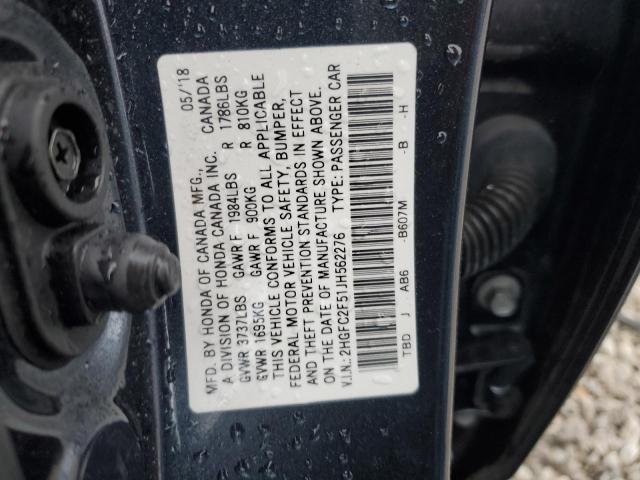 MFD. BY HONDA OF CANADA MFG., 05/'18
A DIVISION OF HONDA CANADA INC. CANADA
GVWR 3737LBS GAWR F 1984LBS R 1786LBS
GVWR 1695KG GAWR F 900KG R 810KG
THIS VEHICLE CONFORMS TO ALL APPLICABLE
FEDERAL MOTOR VEHICLE SAFETY, BUMPER,
AND THEFT PREVENTION STANDARDS IN EFFECT
ON THE DATE OF MANUFACTURE SHOWN ABOVE.
V.I.N.: 2HGFC2F51JH562276 TYPE: PASSENGER CAR
TBD J AB6 -B607M -B -H